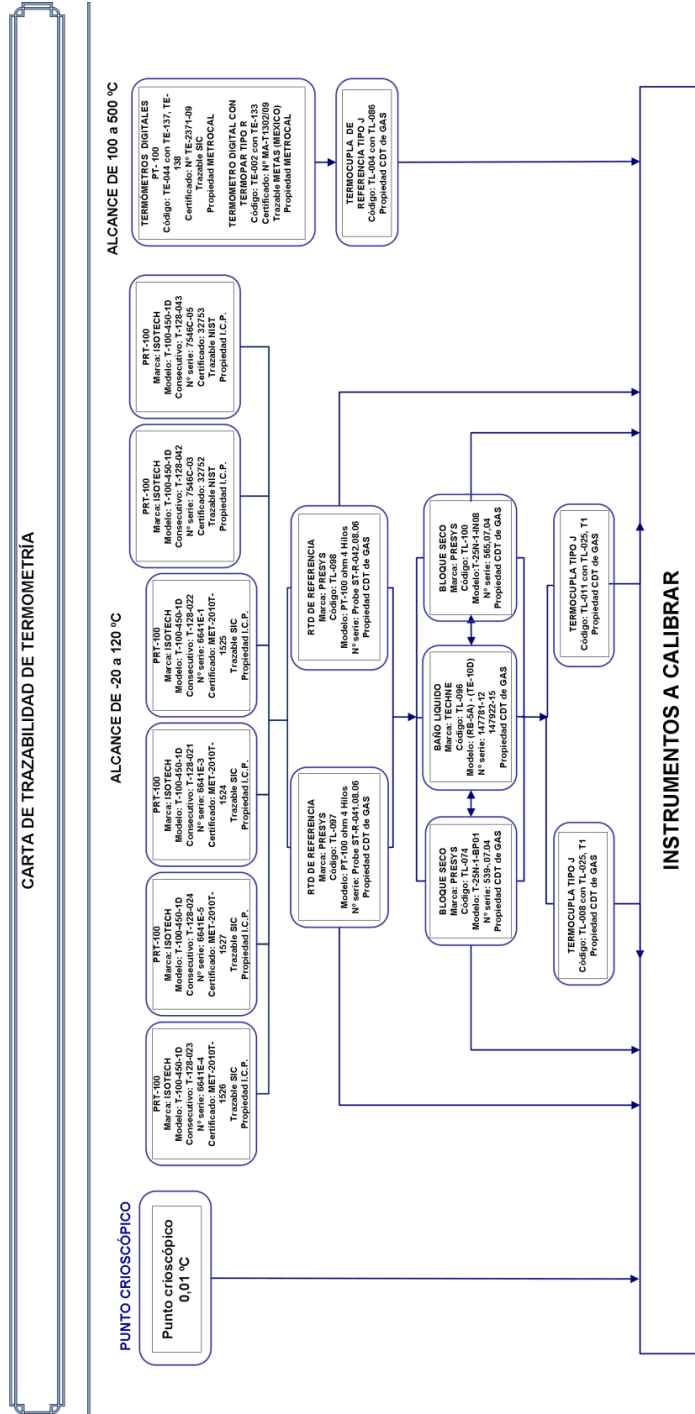 CARTA DE TRAZABILIDAD DE TERMOMETRÍA
PUNTO CRIOSCÓPICO
ALCANCE DE -20 a 120 ºC
ALCANCE DE 100 a 500 ºC
Punto crioscópico
0,01 ºC
PRT-100
Marca: ISOTECH
Modelo: T-100-450-1D
Consecutivo: T-128-023
Nº serie: 6641E-4
Certificado: MET-2010T-
1526
Trazable SIC
Propiedad I.C.P.
PRT-100
Marca: ISOTECH
Modelo: T-100-450-1D
Consecutivo: T-128-024
Nº serie: 6641E-5
Certificado: MET-2010T-
1527
Trazable SIC
Propiedad I.C.P.
PRT-100
Marca: ISOTECH
Modelo: T-100-450-1D
Consecutivo: T-128-021
Nº serie: 6641E-3
Certificado: MET-2010T-
1524
Trazable SIC
Propiedad I.C.P.
PRT-100
Marca: ISOTECH
Modelo: T-100-450-1D
Consecutivo: T-128-022
Nº serie: 6641E-1
Certificado: MET-2010T-
1525
Trazable SIC
Propiedad I.C.P.
PRT-100
Marca: ISOTECH
Modelo: T-100-450-1D
Consecutivo: T-128-042
Nº serie: 7546C-03
Certificado: 32752
Trazable NIST
Propiedad I.C.P.
PRT-100
Marca: ISOTECH
Modelo: T-100-450-1D
Consecutivo: T-128-043
Nº serie: 7546C-05
Certificado: 32753
Trazable NIST
Propiedad I.C.P.
TERMÓMETROS DIGITALES
PT- 100
Código: TE-044 con TE-137, TE-
138
Certificado: Nº TE-2371-09
Trazable SIC
Propiedad METROCAL
TERMOMETRO DIGITAL CON
TERMOPAR TIPO R
Código: TE-002 con TE-133
Certificado: Nº MA-T1302/09
Trazable METAS (MEXICO)
Propiedad METROCAL
RTD DE REFERENCIA
Marca: PRESYS
Código: TL-097
Modelo: PT-100 ohm 4 Hilos
Nº serie: Probe ST-R-041.08.06
Propiedad CDT de GAS
RTD DE REFERENCIA
Marca: PRESYS
Código: TL-098
Modelo: PT-100 ohm 4 Hilos
Nº serie: Probe ST-R-042.08.06
Propiedad CDT de GAS
TERMOCUPLA DE
REFERENCIA TIPO J
Código: TL-004 con TL-086
Propiedad CDT de GAS
BLOQUE SECO
Marca: PRESYS
Código: TL-074
Modelo: T-25N-1-BP01
Nº serie: 539-.07.04
Propiedad CDT de GAS
BAÑO LIQUIDO
Marca: TECHNE
Código: TL-096
Modelo: (RB-5A) - (TE-10D)
Nº serie: 147781-12
147922-15
Propiedad CDT de GAS
BLOQUE SECO
Marca: PRESYS
Código: TL-100
Modelo:T-25N-1-IN08
Nº serie: 565,07,04
Propiedad CDT de GAS
TERMOCUPLA TIPO J
Código: TL-008 con TL-025, T1
Propiedad CDT de GAS
TERMOCUPLA TIPO J
Código: TL-011 con TL-025, T1
Propiedad CDT de GAS
INSTRUMENTOS A CALIBRAR